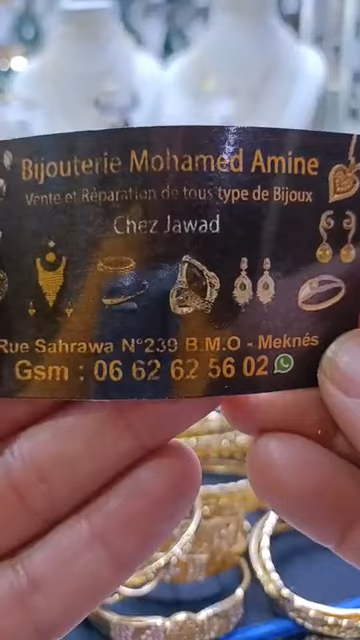 Bijouterie Mohamed Amine
Vente et Réparation de tous type de Bijoux
Chez Jawad
Rue Sahrawa N°239 B.M.O - Meknés
Gsm : 06 62 62 56 02